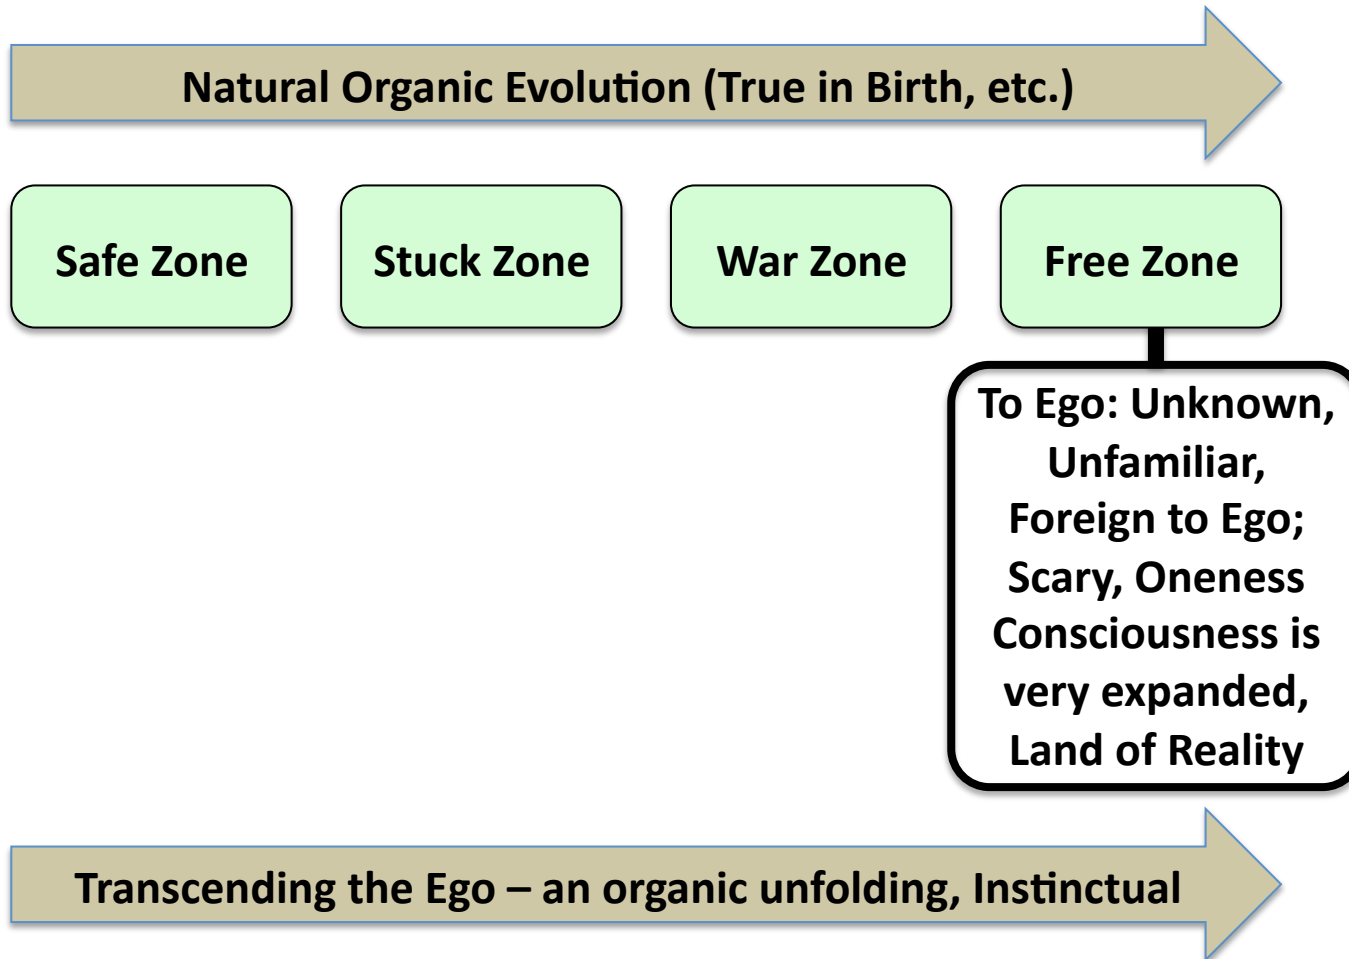 Natural Organic Evolution (True in Birth, etc.)
Safe Zone
Stuck Zone
War Zone
Free Zone
To Ego: Unknown,
Unfamiliar,
Foreign to Ego;
Scary, Oneness
Consciousness is
very expanded,
Land of Reality
Transcending the Ego – an organic unfolding, Instinctual